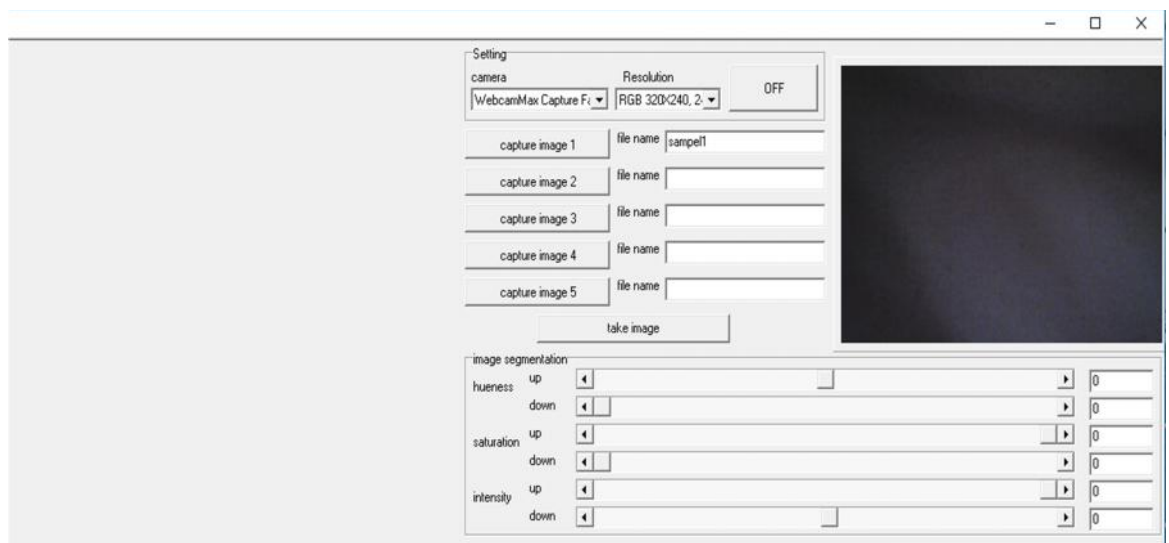 Setting
camera Resolution
WebcamMax Capture Fa RGB 320X240, 2 OFF
capture image 1 file name sampel1
capture image 2 file name
capture image 3 file name
capture image 4 file name
capture image 5 file name
take image
image segmentation
hueness up 0
down 0
saturation up 0
down 0
intensity up 0
down 0